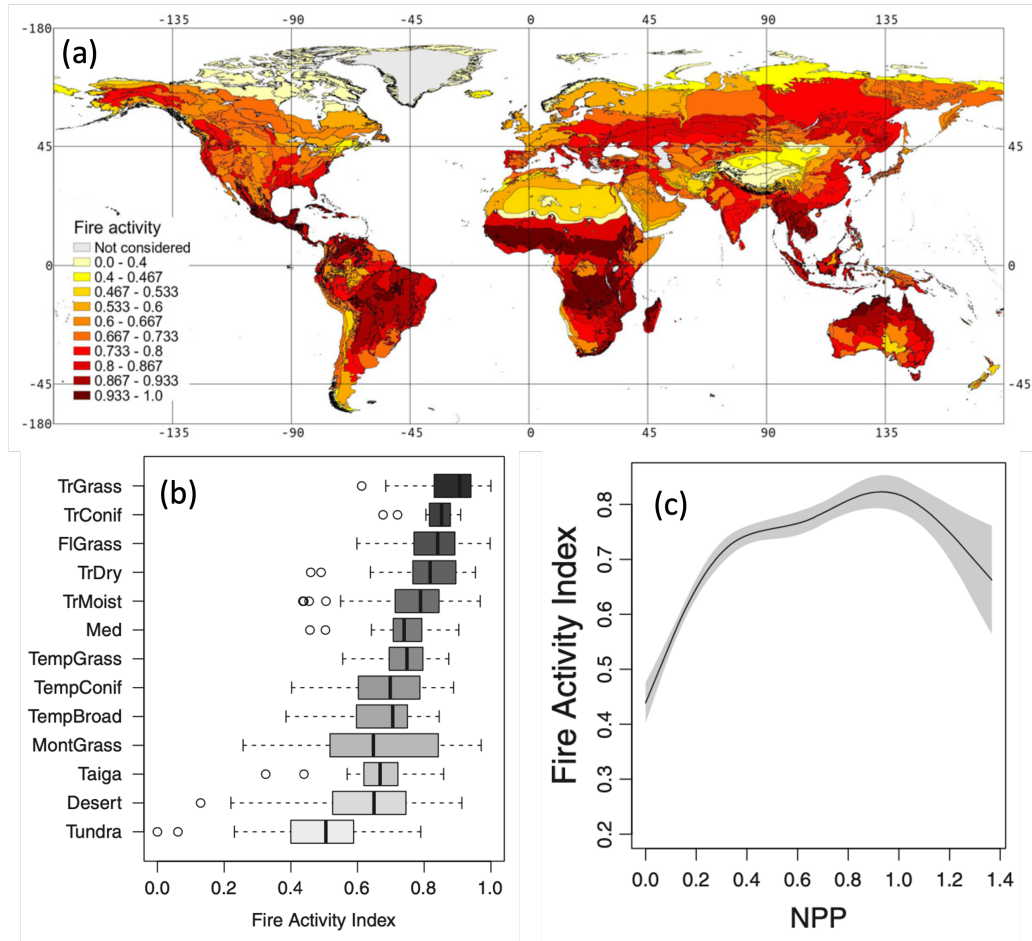 -135 -90 -45 0 45 90 135
-180
(a)
45 45
Fire activity
Not considered
0.0 - 0.4
0.4 - 0.467
0.467 - 0.533
0.533 - 0.6
0.6 - 0.667
0.667 - 0.733
0.733 - 0.8
0.8 - 0.867
0.867 - 0.933
0.933 - 1.0
0 0
-45 -45
-180
-135 -90 -45 0 45 90 135
(b)
TrGrass
TrConif
FlGrass
TrDry
TrMoist
Med
TempGrass
TempConif
TempBroad
MontGrass
Taiga
Desert
Tundra
0.0 0.2 0.4 0.6 0.8 1.0
Fire Activity Index
(c)
Fire Activity Index
0.8
0.7
0.6
0.5
0.4
0.3
0.2
0.0 0.2 0.4 0.6 0.8 1.0 1.2 1.4
NPP